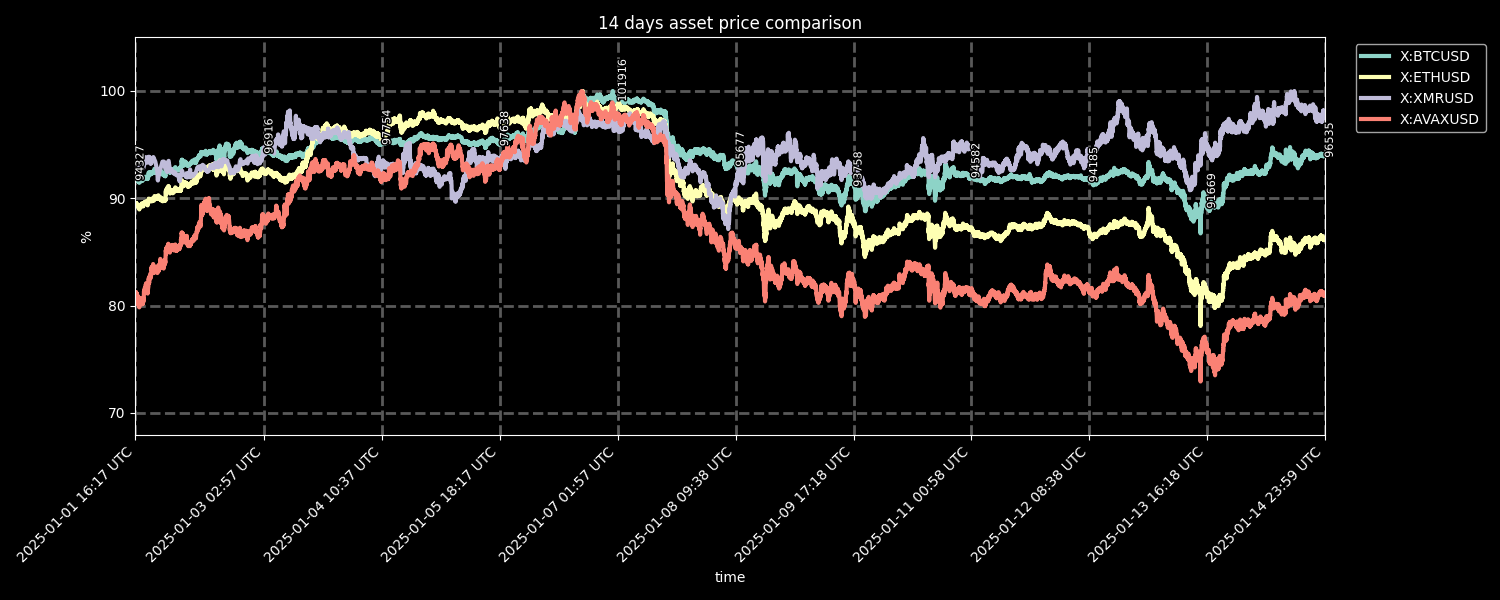 14 days asset price comparison
X:BTCUSD
X:ETHUSD
X:XMRUSD
X:AVAXUSD
100
90
80
70
%
94327
96916
97754
97638
101916
95677
93758
94582
94185
91669
96535
2025-01-01 16:17 UTC
2025-01-03 02:57 UTC
2025-01-04 10:37 UTC
2025-01-05 18:17 UTC
2025-01-07 01:57 UTC
2025-01-08 09:38 UTC
2025-01-09 17:18 UTC
2025-01-11 00:58 UTC
2025-01-12 08:38 UTC
2025-01-13 16:18 UTC
2025-01-14 23:59 UTC
time